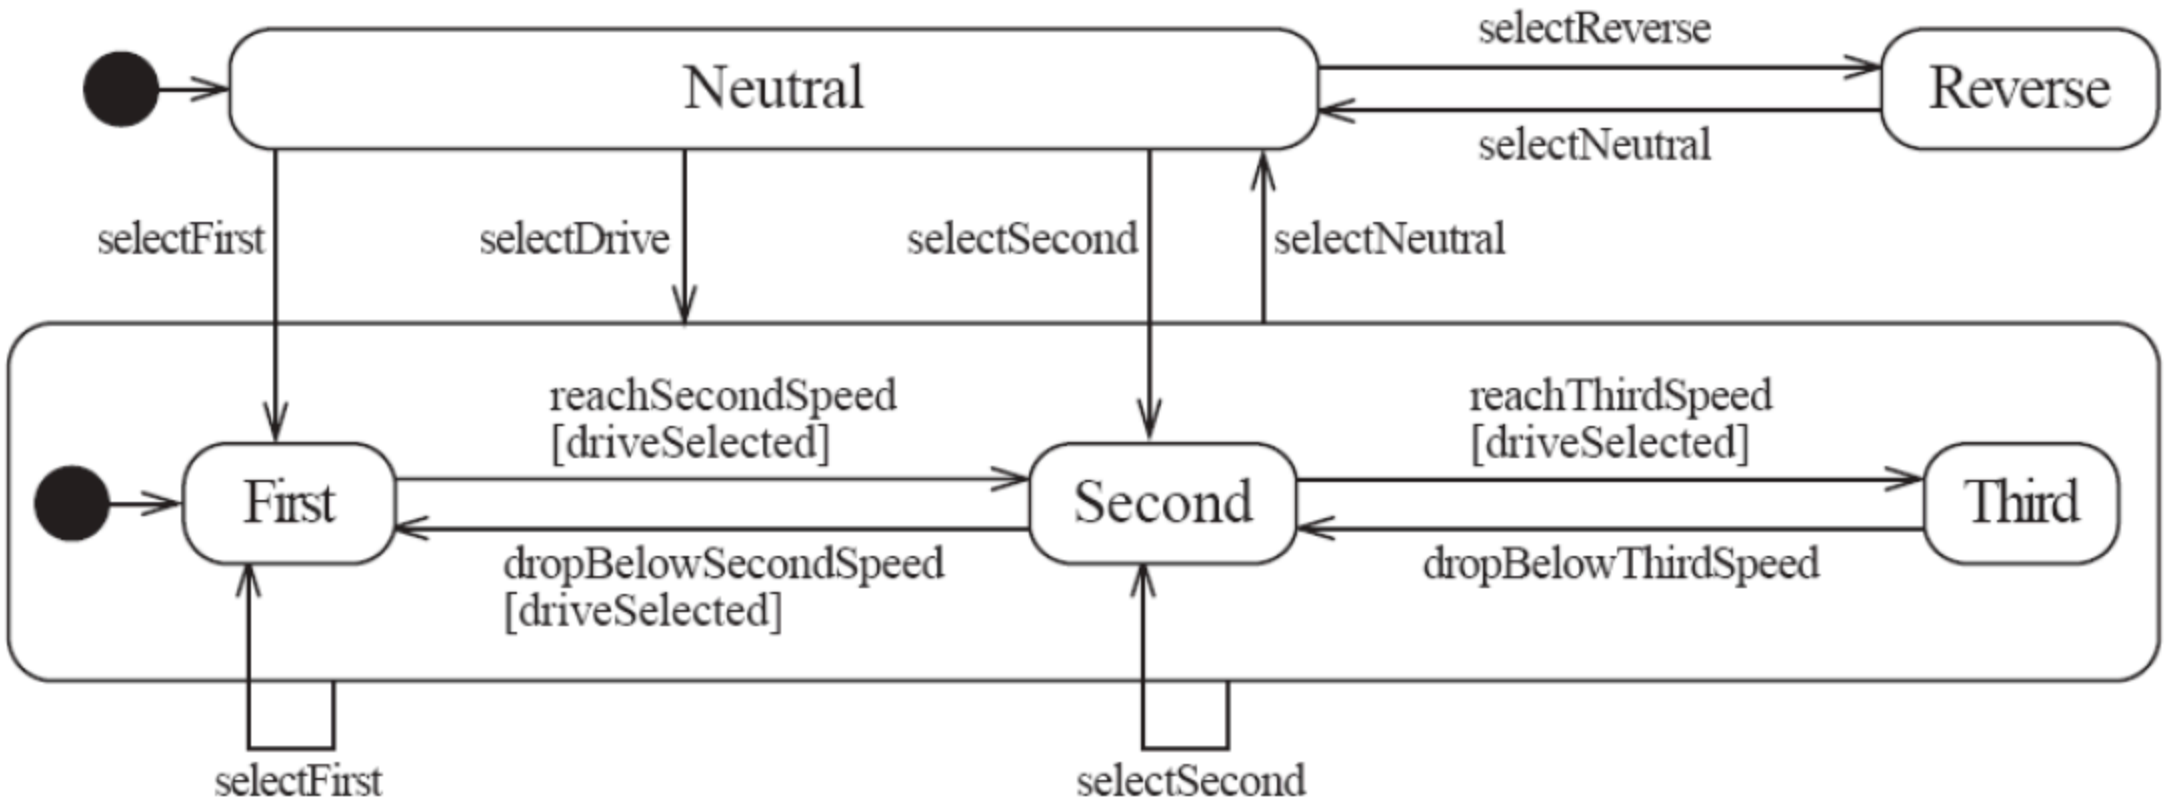 selectReverse
Neutral
Reverse
selectNeutral
selectFirst
selectDrive
selectSecond
selectNeutral
reachSecondSpeed
[driveSelected]
reachThirdSpeed
[driveSelected]
First
Second
Third
dropBelowSecondSpeed
[driveSelected]
dropBelowThirdSpeed
selectFirst
selectSecond